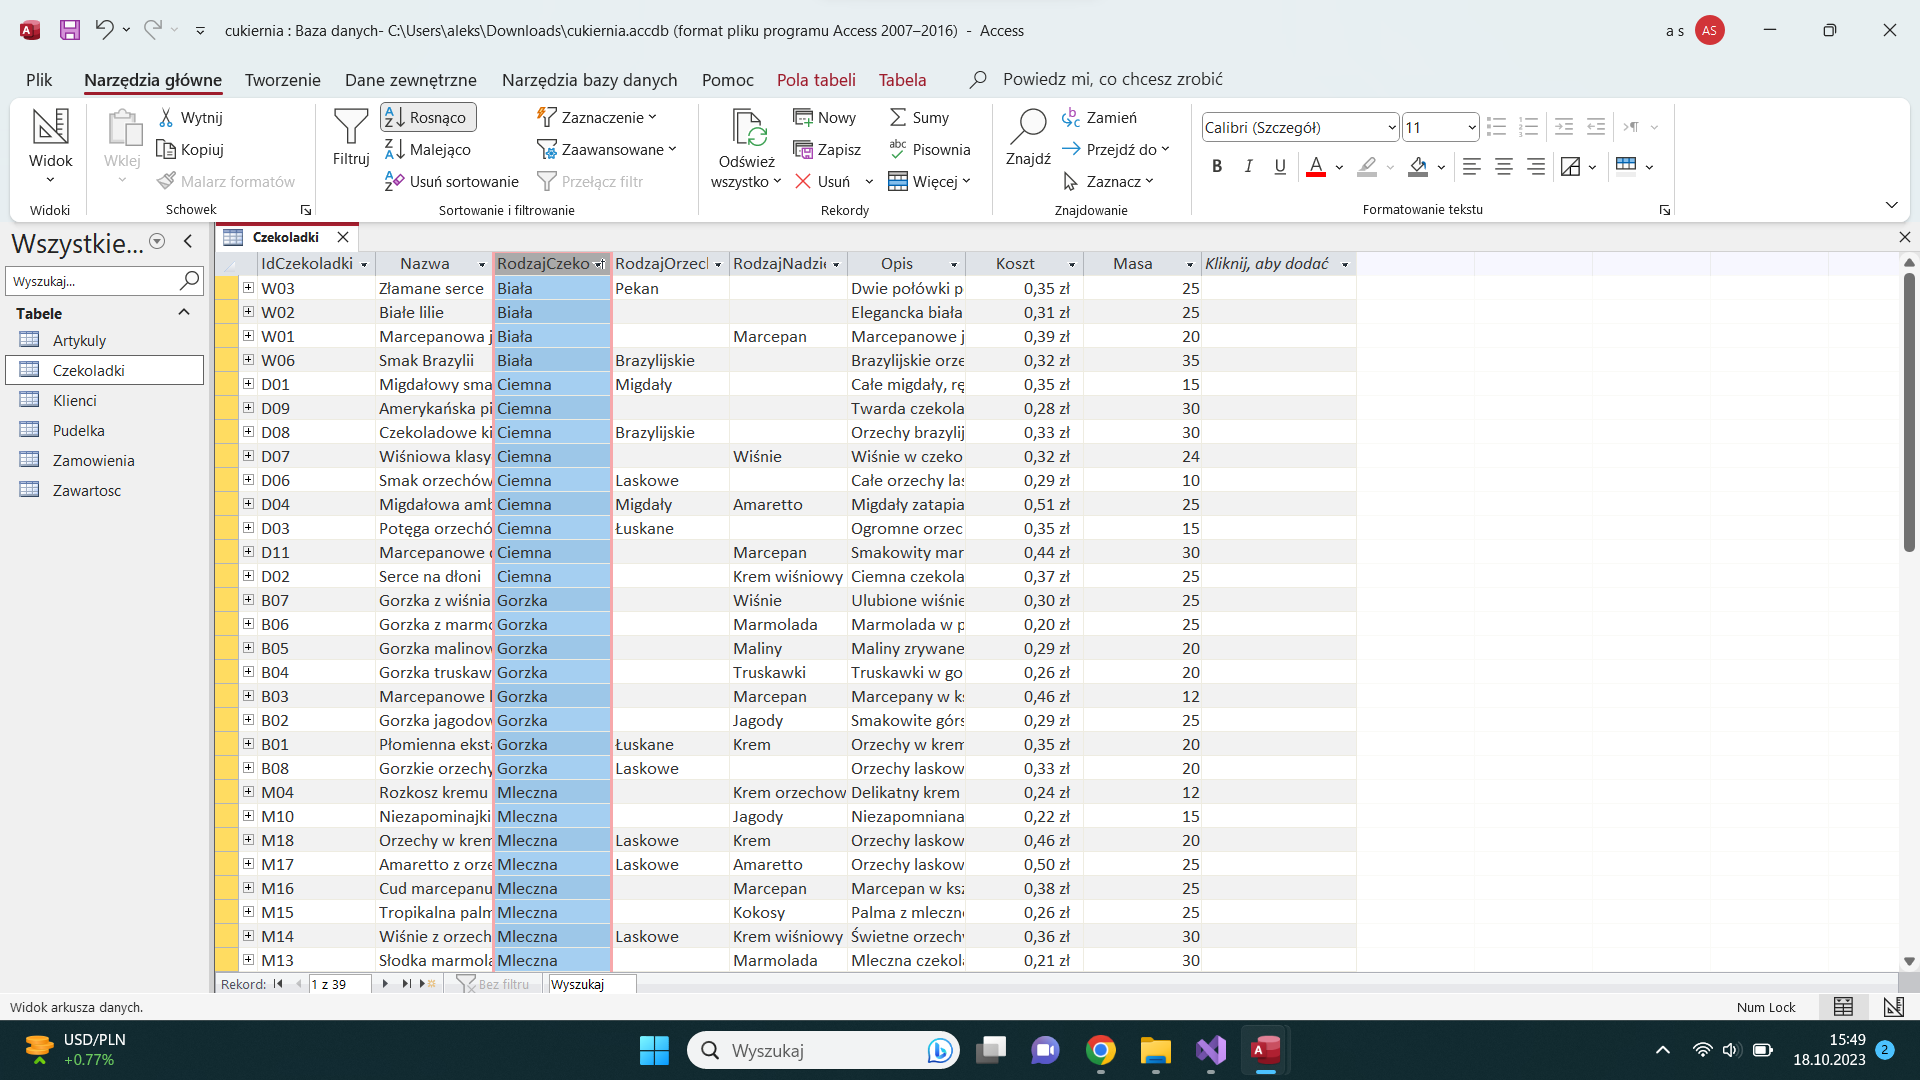 cukiernia : Baza danych- C:\Users\aleks\Downloads\cukiernia.accdb (format pliku programu Access 2007–2016) - Access
a s
AS
Plik Narzędzia główne Tworzenie Dane zewnętrzne Narzędzia bazy danych Pomoc Pola tabeli Tabela Powiedz mi, co chcesz zrobić
Widok
Widoki
Wklej
Wytnij
Kopiuj
Malarz formatów
Schowek
Filtruj
Rosnąco
Malejąco
Usuń sortowanie
Zaznaczenie
Zaawansowane
Przełącz filtr
Sortowanie i filtrowanie
Odśwież
wszystko
Nowy
Zapisz
Usuń
Sumy
Pisownia
Więcej
Rekordy
Znajdź
Zamień
Przejdź do
Zaznacz
Znajdowanie
Calibri (Szczegół) 11
B I U A
Formatowanie tekstu
Wszystkie...
Wyszukaj...
Tabele
Artykuly
Czekoladki
Klienci
Pudelka
Zamowienia
Zawartosc
Czekoladki
IdCzekoladki Nazwa RodzajCzeko RodzajOrzech RodzajNadzie Opis Koszt Masa Kliknij, aby dodać
W03 Złamane serce Biała Pekan Dwie połówki p 0,35 zł 25
W02 Białe lilie Biała Elegancka biała 0,31 zł 25
W01 Marcepanowa j Biała Marcepan Marcepanowe j 0,39 zł 20
W06 Smak Brazylii Biała Brazylijskie Brazylijskie orze 0,32 zł 35
D01 Migdałowy sma Ciemna Migdały Całe migdały, rę 0,35 zł 15
D09 Amerykańska pi Ciemna Twarda czekola 0,28 zł 30
D08 Czekoladowe ki Ciemna Brazylijskie Orzechy brazylij 0,33 zł 30
D07 Wiśniowa klasy Ciemna Wiśnie Wiśnie w czeko 0,32 zł 24
D06 Smak orzechów Ciemna Laskowe Całe orzechy las 0,29 zł 10
D04 Migdałowa amb Ciemna Migdały Amaretto Migdały zatapia 0,51 zł 25
D03 Potęga orzechó Ciemna Łuskane Ogromne orzec 0,35 zł 15
D11 Marcepanowe d Ciemna Marcepan Smakowity mar 0,44 zł 30
D02 Serce na dłoni Ciemna Krem wiśniowy Ciemna czekola 0,37 zł 25
B07 Gorzka z wiśnia Gorzka Wiśnie Ulubione wiśnie 0,30 zł 25
B06 Gorzka z marmo Gorzka Marmolada Marmolada w p 0,20 zł 25
B05 Gorzka malinow Gorzka Maliny Maliny zrywane 0,29 zł 20
B04 Gorzka truskaw Gorzka Truskawki Truskawki w go 0,26 zł 20
B03 Marcepanowe k Gorzka Marcepan Marcepany w ks 0,46 zł 12
B02 Gorzka jagodow Gorzka Jagody Smakowite górs 0,29 zł 25
B01 Płomienna eksta Gorzka Łuskane Krem Orzechy w krem 0,35 zł 20
B08 Gorzkie orzechy Gorzka Laskowe Orzechy laskow 0,33 zł 20
M04 Rozkosz kremu Mleczna Krem orzechow Delikatny krem 0,24 zł 12
M10 Niezapominajki Mleczna Jagody Niezapomniana 0,22 zł 15
M18 Orzechy w krem Mleczna Laskowe Krem Orzechy laskow 0,46 zł 20
M17 Amaretto z orze Mleczna Laskowe Amaretto Orzechy laskow 0,50 zł 25
M16 Cud marcepanu Mleczna Marcepan Marcepan w ksz 0,38 zł 25
M15 Tropikalna palm Mleczna Kokosy Palma z mleczne 0,26 zł 25
M14 Wiśnie z orzech Mleczna Laskowe Krem wiśniowy Świetne orzechy 0,36 zł 30
M13 Słodka marmola Mleczna Marmolada Mleczna czekola 0,21 zł 30
Rekord: 1 z 39 Bez filtru Wyszukaj
Widok arkusza danych.
Num Lock
USD/PLN
+0.77%
Wyszukaj
15:49
18.10.2023
2